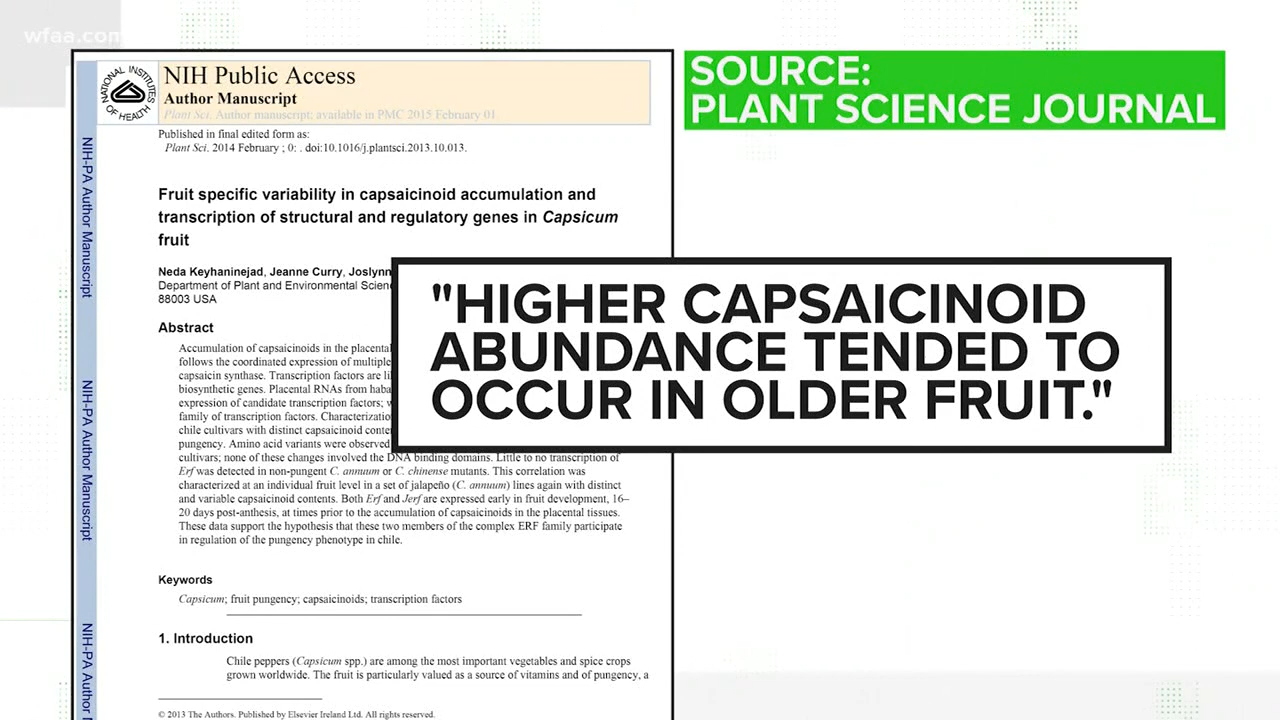 wfaa.com
NIH Public Access
Author Manuscript
Plant Sci. Author manuscript; available in PMC 2015 February 01.
NATIONAL INSTITUTES OF HEALTH
Published in final edited form as:
Plant Sci. 2014 February ; 0: . doi:10.1016/j.plantsci.2013.10.013.
Fruit specific variability in capsaicinoid accumulation and
transcription of structural and regulatory genes in Capsicum
fruit
Neda Keyhaninejad, Jeanne Curry, Joslynn
Department of Plant and Environmental Scien
88003 USA
Abstract
Accumulation of capsaicinoids in the placental
follows the coordinated expression of multiple
capsaicin synthase. Transcription factors are li
biosynthetic genes. Placental RNAs from haba
expression of candidate transcription factors; w
family of transcription factors. Characterizatio
chile cultivars with distinct capsaicinoid conte
pungency. Amino acid variants were observed
cultivars; none of these changes involved the DNA binding domains. Little to no transcription of
Erf was detected in non-pungent C. annuum or C. chinense mutants. This correlation was
characterized at an individual fruit level in a set of jalapeño (C. annuum) lines again with distinct
and variable capsaicinoid contents. Both Erf and Jerf are expressed early in fruit development, 16–
20 days post-anthesis, at times prior to the accumulation of capsaicinoids in the placental tissues.
These data support the hypothesis that these two members of the complex ERF family participate
in regulation of the pungency phenotype in chile.
Keywords
Capsicum; fruit pungency; capsaicinoids; transcription factors
1. Introduction
Chile peppers (Capsicum spp.) are among the most important vegetables and spice crops
grown worldwide. The fruit is particularly valued as a source of vitamins and of pungency, a
© 2013 The Authors. Published by Elsevier Ireland Ltd. All rights reserved.
NIH-PA Author Manuscript
NIH-PA Author Manuscript
NIH-PA Author M
SOURCE:
PLANT SCIENCE JOURNAL
"HIGHER CAPSAICINOID
ABUNDANCE TENDED TO
OCCUR IN OLDER FRUIT."